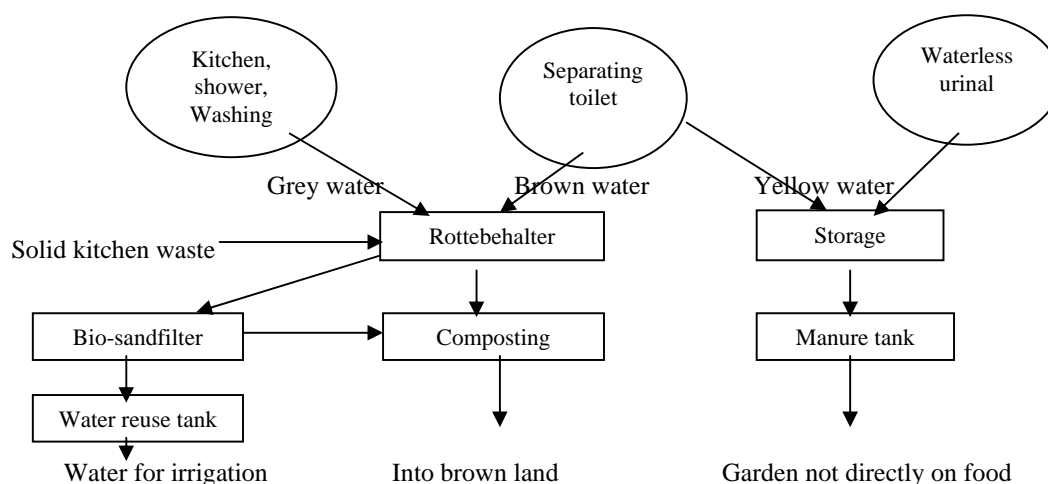 Kitchen,
shower,
Washing
Separating
toilet
Waterless
urinal
Grey water
Brown water
Yellow water
Solid kitchen waste
Rottebehalter
Storage
Bio-sandfilter
Composting
Manure tank
Water reuse tank
Water for irrigation
Into brown land
Garden not directly on food